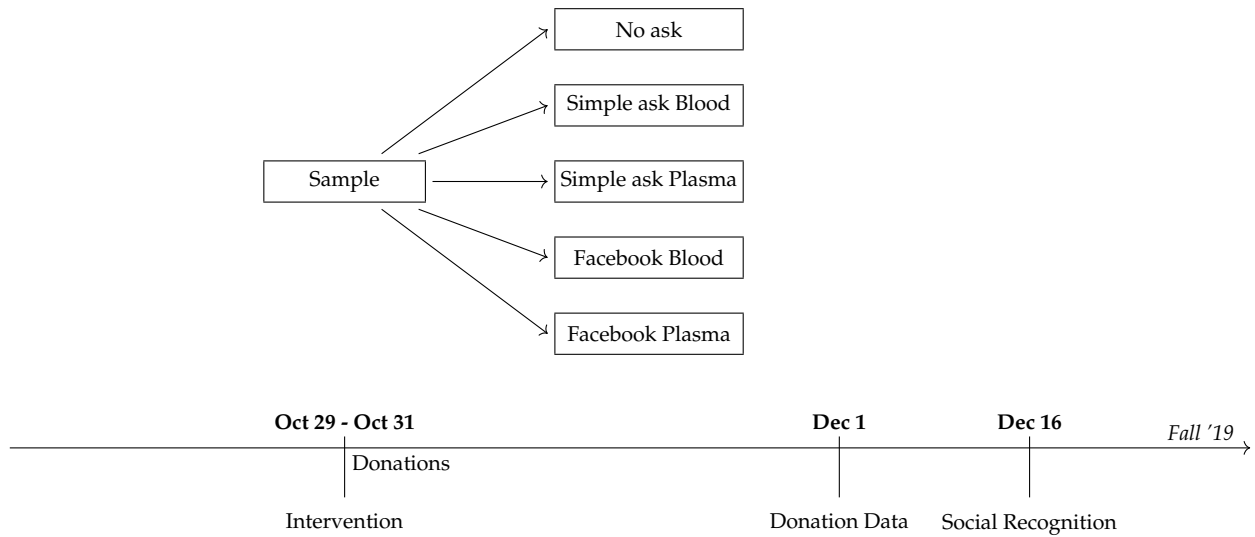 No ask
Simple ask Blood
Sample
Simple ask Plasma
Facebook Blood
Facebook Plasma
Oct 29 - Oct 31
Dec 1
Dec 16
Fall '19
Donations
Intervention
Donation Data
Social Recognition